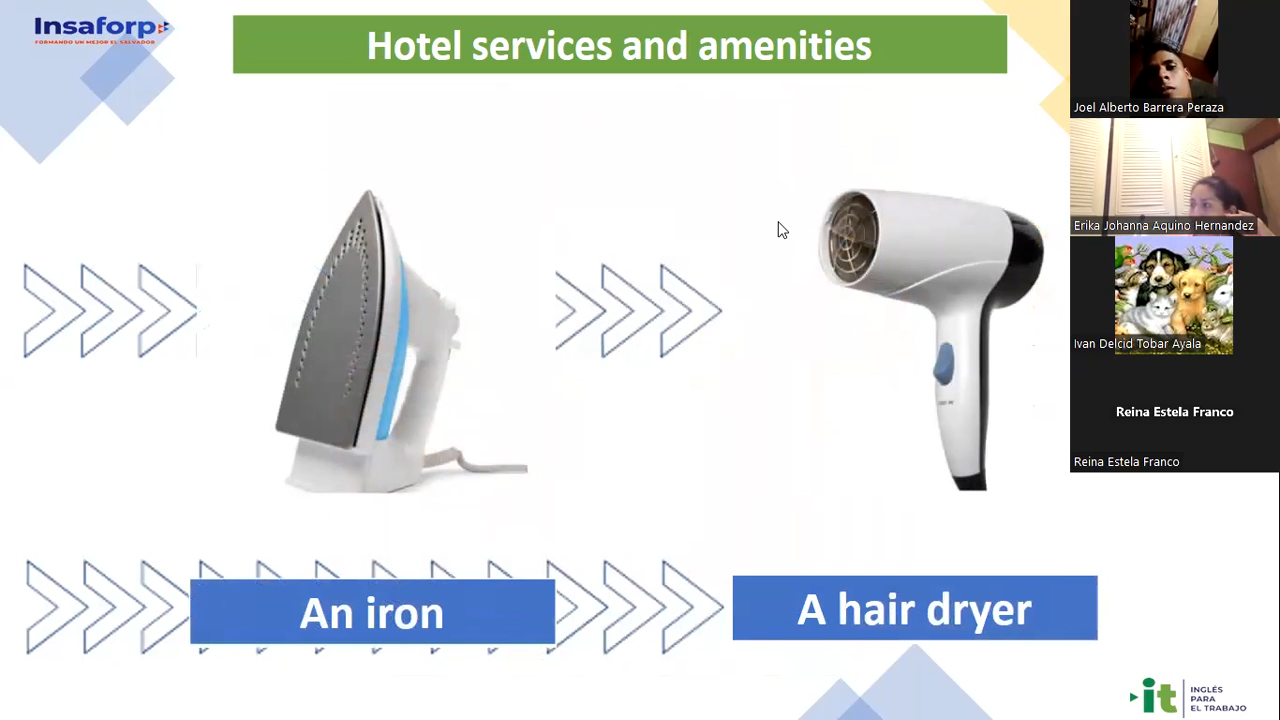 Insaforp
FORMANDO UN MEJOR EL SALVADOR
Hotel services and amenities
Joel Alberto Barrera Peraza
Erika Johanna Aquino Hernandez
Ivan Delcid Tobar Ayala
Reina Estela Franco
Reina Estela Franco
An iron
A hair dryer
it
INGLÉS
PARA
EL TRABAJO